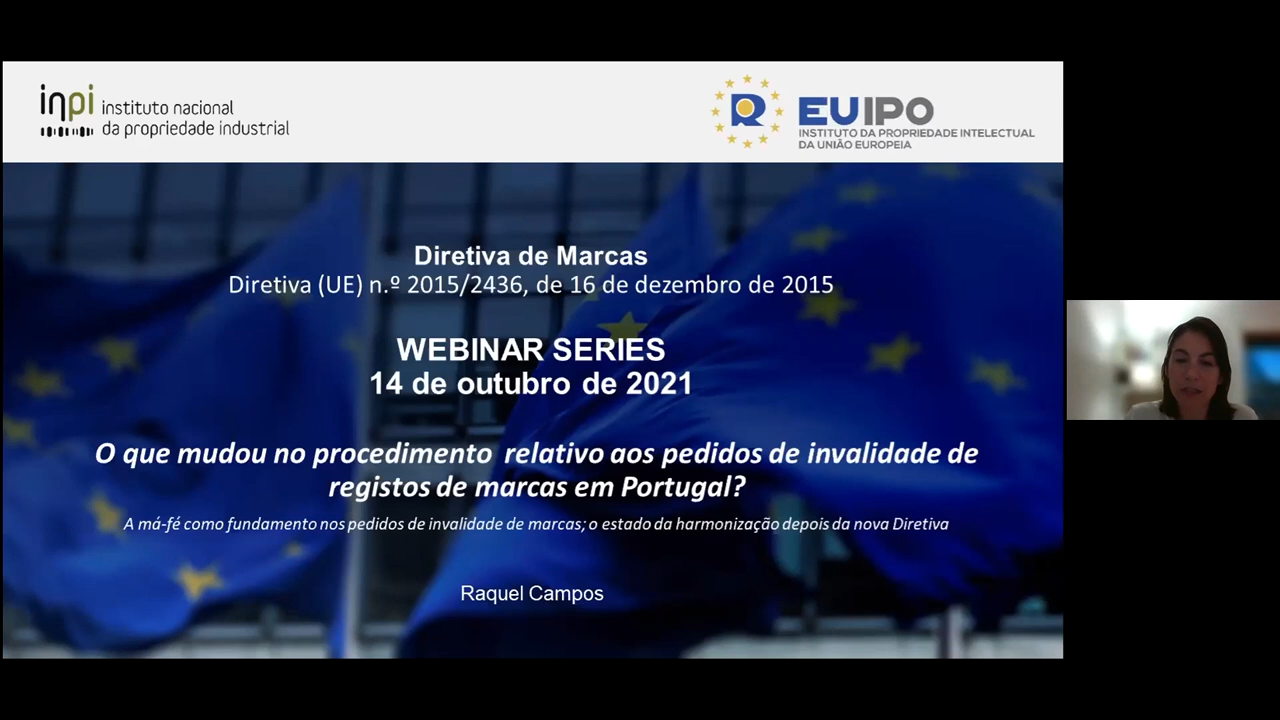 inpi instituto nacional
da propriedade industrial
EUIPO
INSTITUTO DA PROPRIEDADE INTELECTUAL
DA UNIÃO EUROPEIA
Diretiva de Marcas
Diretiva (UE) n.º 2015/2436, de 16 de dezembro de 2015
WEBINAR SERIES
14 de outubro de 2021
O que mudou no procedimento relativo aos pedidos de invalidade de
registos de marcas em Portugal?
A má-fé como fundamento nos pedidos de invalidade de marcas; o estado da harmonização depois da nova Diretiva
Raquel Campos